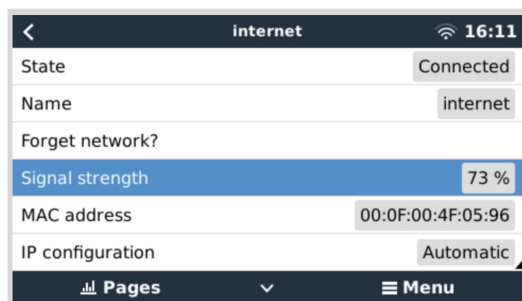 internet 16:11
State Connected
Name internet
Forget network?
Signal strength 73 %
MAC address 00:0F:00:4F:05:96
IP configuration Automatic
Pages Menu